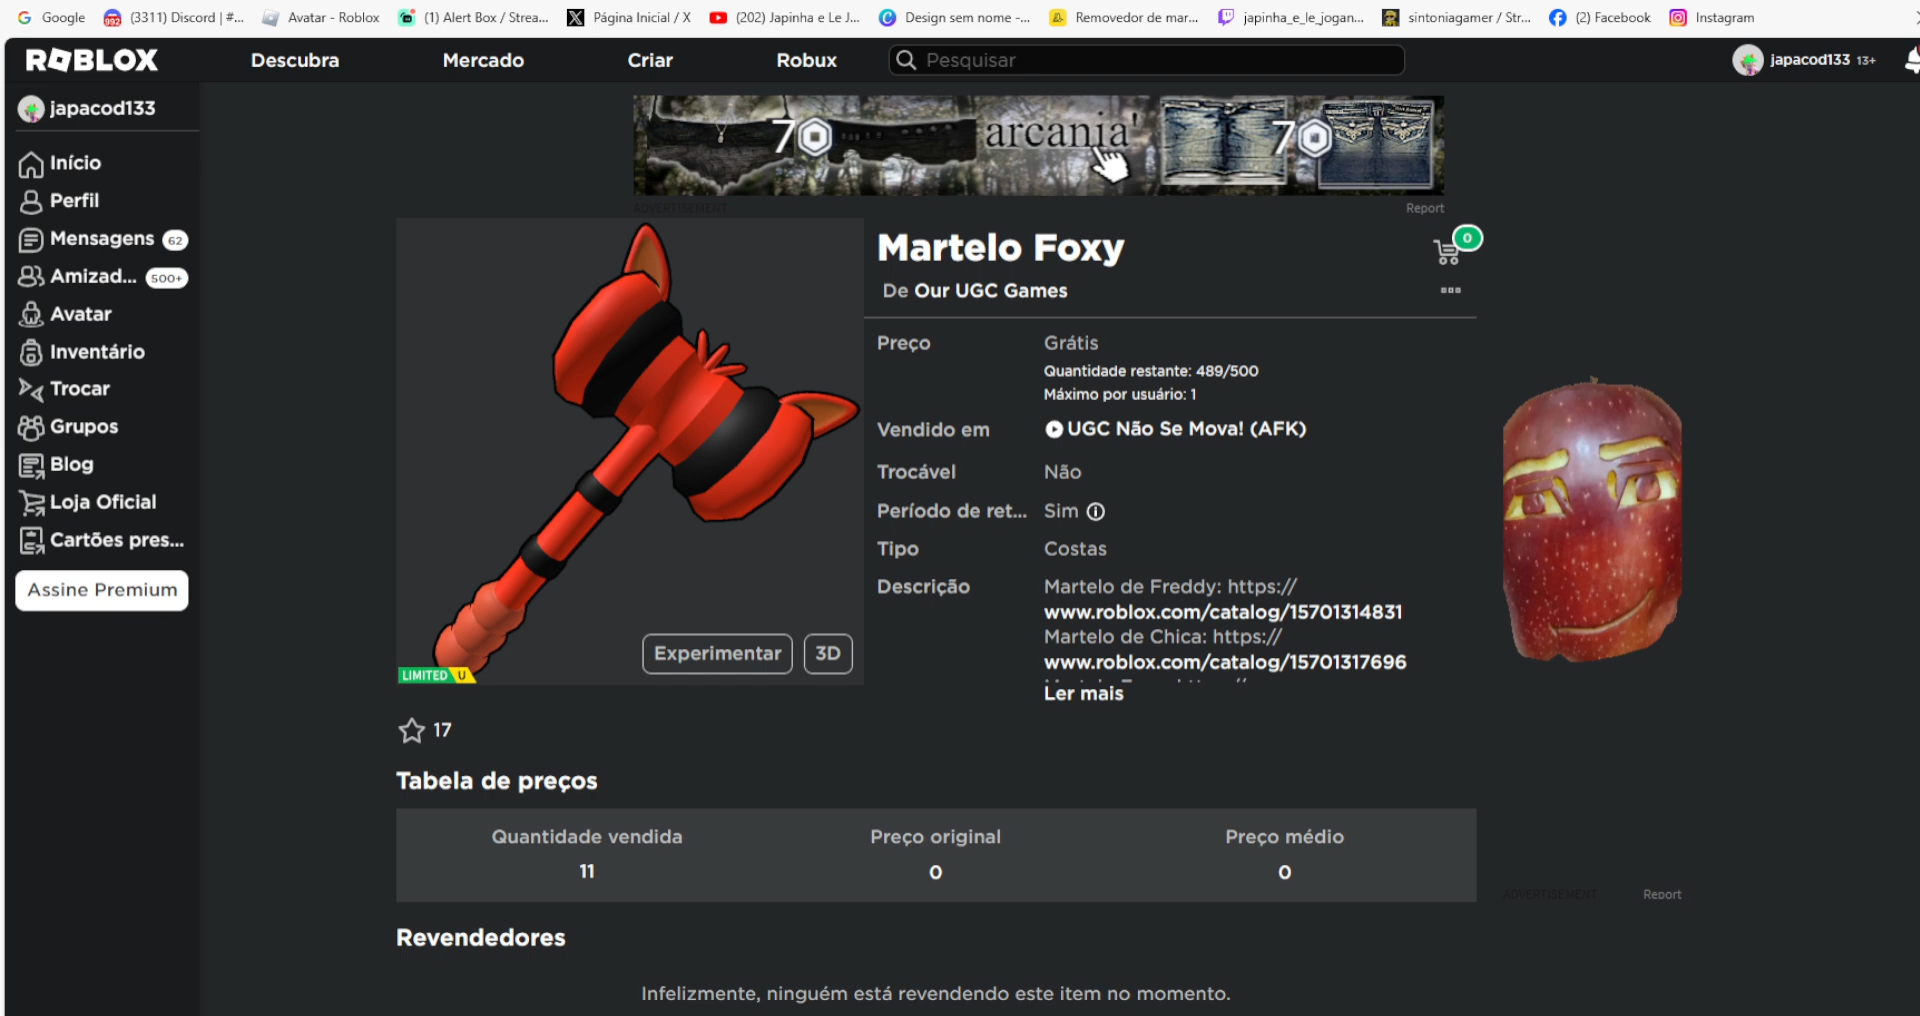 Google
(3311) Discord | #...
Avatar - Roblox
(1) Alert Box / Strea...
Página Inicial / X
(202) Japinha e Le J...
Design sem nome -...
Removedor de mar...
japinha_e_le_jogan...
sintoniagamer / Str...
(2) Facebook
Instagram
ROBLOX
Descubra
Mercado
Criar
Robux
Pesquisar
japacod133 13+
japacod133
Início
Perfil
Mensagens 62
Amizad... 500+
Avatar
Inventário
Trocar
Grupos
Blog
Loja Oficial
Cartões pres...
Assine Premium
7
arcania'
7
ADVERTISEMENT
Report
Martelo Foxy
0
De Our UGC Games
Preço
Grátis
Quantidade restante: 489/500
Máximo por usuário: 1
Vendido em
UGC Não Se Mova! (AFK)
Trocável
Não
Período de ret...
Sim
Tipo
Costas
Descrição
Martelo de Freddy: https://
www.roblox.com/catalog/15701314831
Martelo de Chica: https://
www.roblox.com/catalog/15701317696
Ler mais
Experimentar
3D
LIMITED U
17
Tabela de preços
Quantidade vendida
11
Preço original
0
Preço médio
0
ADVERTISEMENT
Report
Revendedores
Infelizmente, ninguém está revendendo este item no momento.